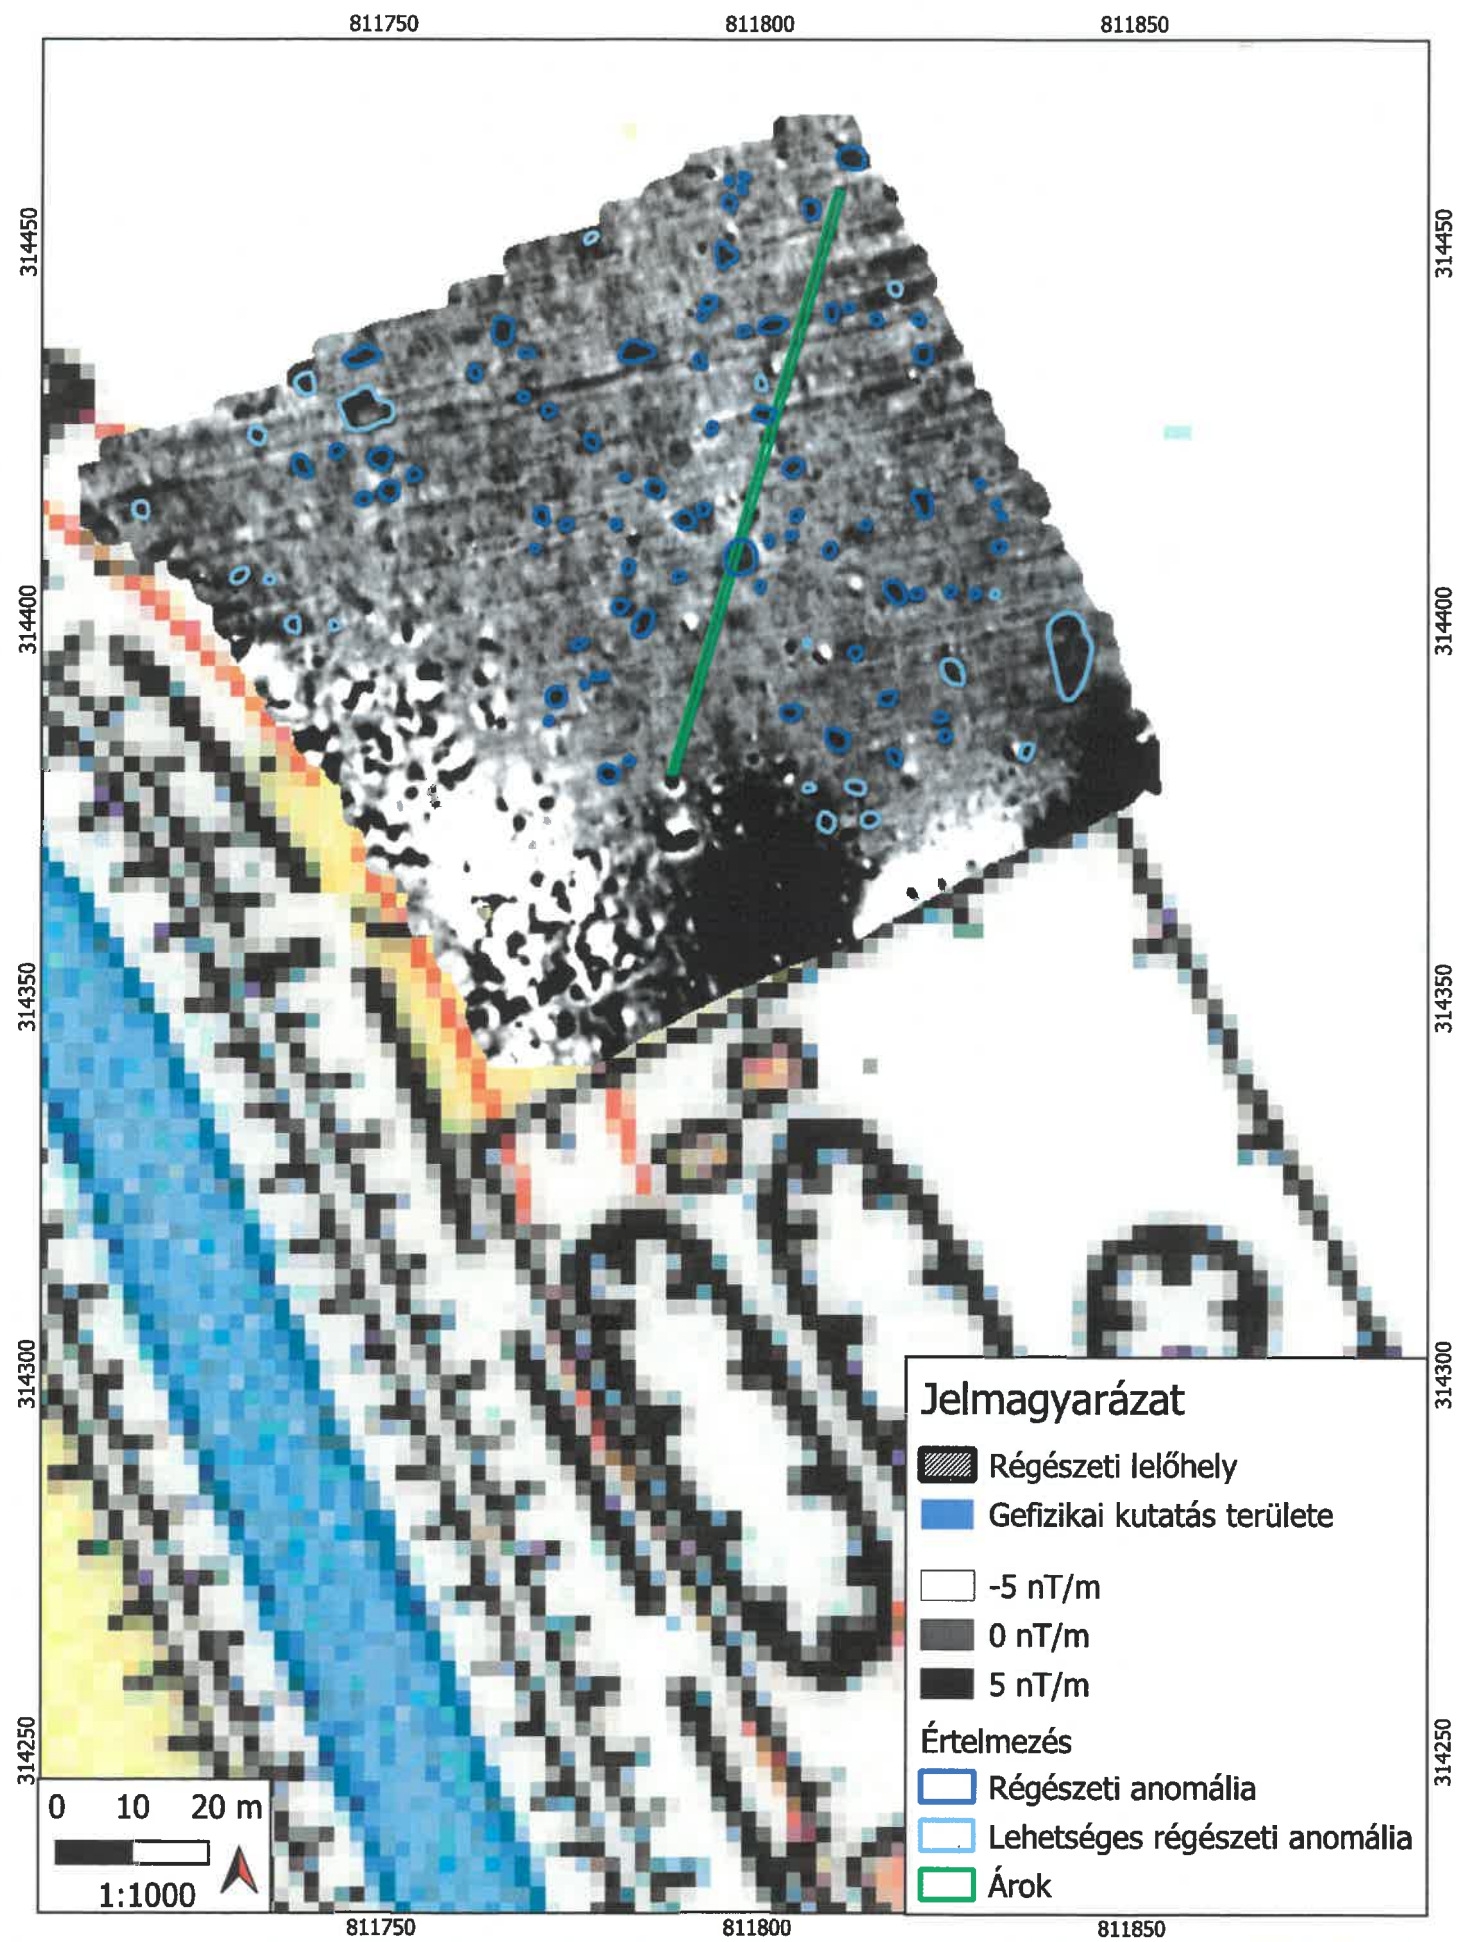 811750 811800 811850
314450 314450
314400 314400
314350 314350
314300 314300
314250 314250
Jelmagyarázat
Régészeti lelőhely
Gefizikai kutatás területe
-5 nT/m
0 nT/m
5 nT/m
Értelmezés
Régészeti anomália
Lehetséges régészeti anomália
Árok
0 10 20 m
1:1000
811750 811800 811850